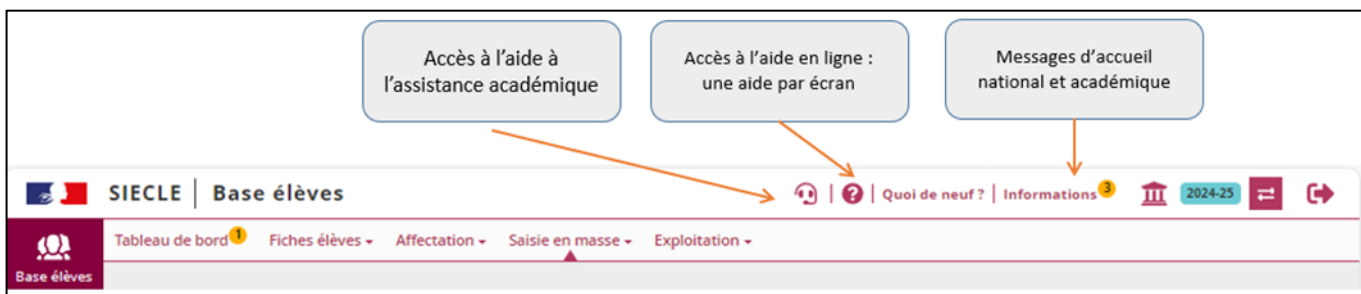 Accès à l'aide à
l'assistance académique
Accès à l'aide en ligne :
une aide par écran
Messages d'accueil
national et académique
SIECLE | Base élèves
| ? | Quoi de neuf ? | Informations 3
2024-25
Tableau de bord 1 Fiches élèves Affectation Saisie en masse Exploitation
Base élèves